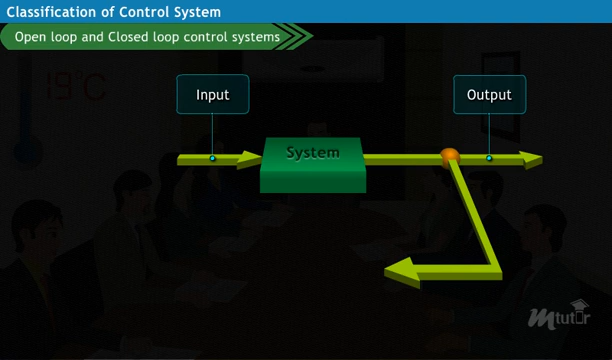 Classification of Control System
Open loop and Closed loop control systems
19°C
Input
Output
System
mtutor